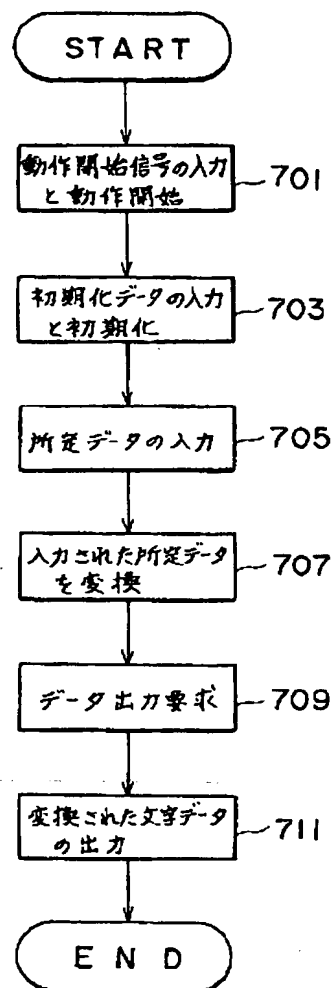 START
動作開始信号の入力
と動作開始
701
初期化データの入力
と初期化
703
所定データの入力
705
入力された所定データ
を変換
707
データ出力要求
709
変換された文字データ
の出力
711
END